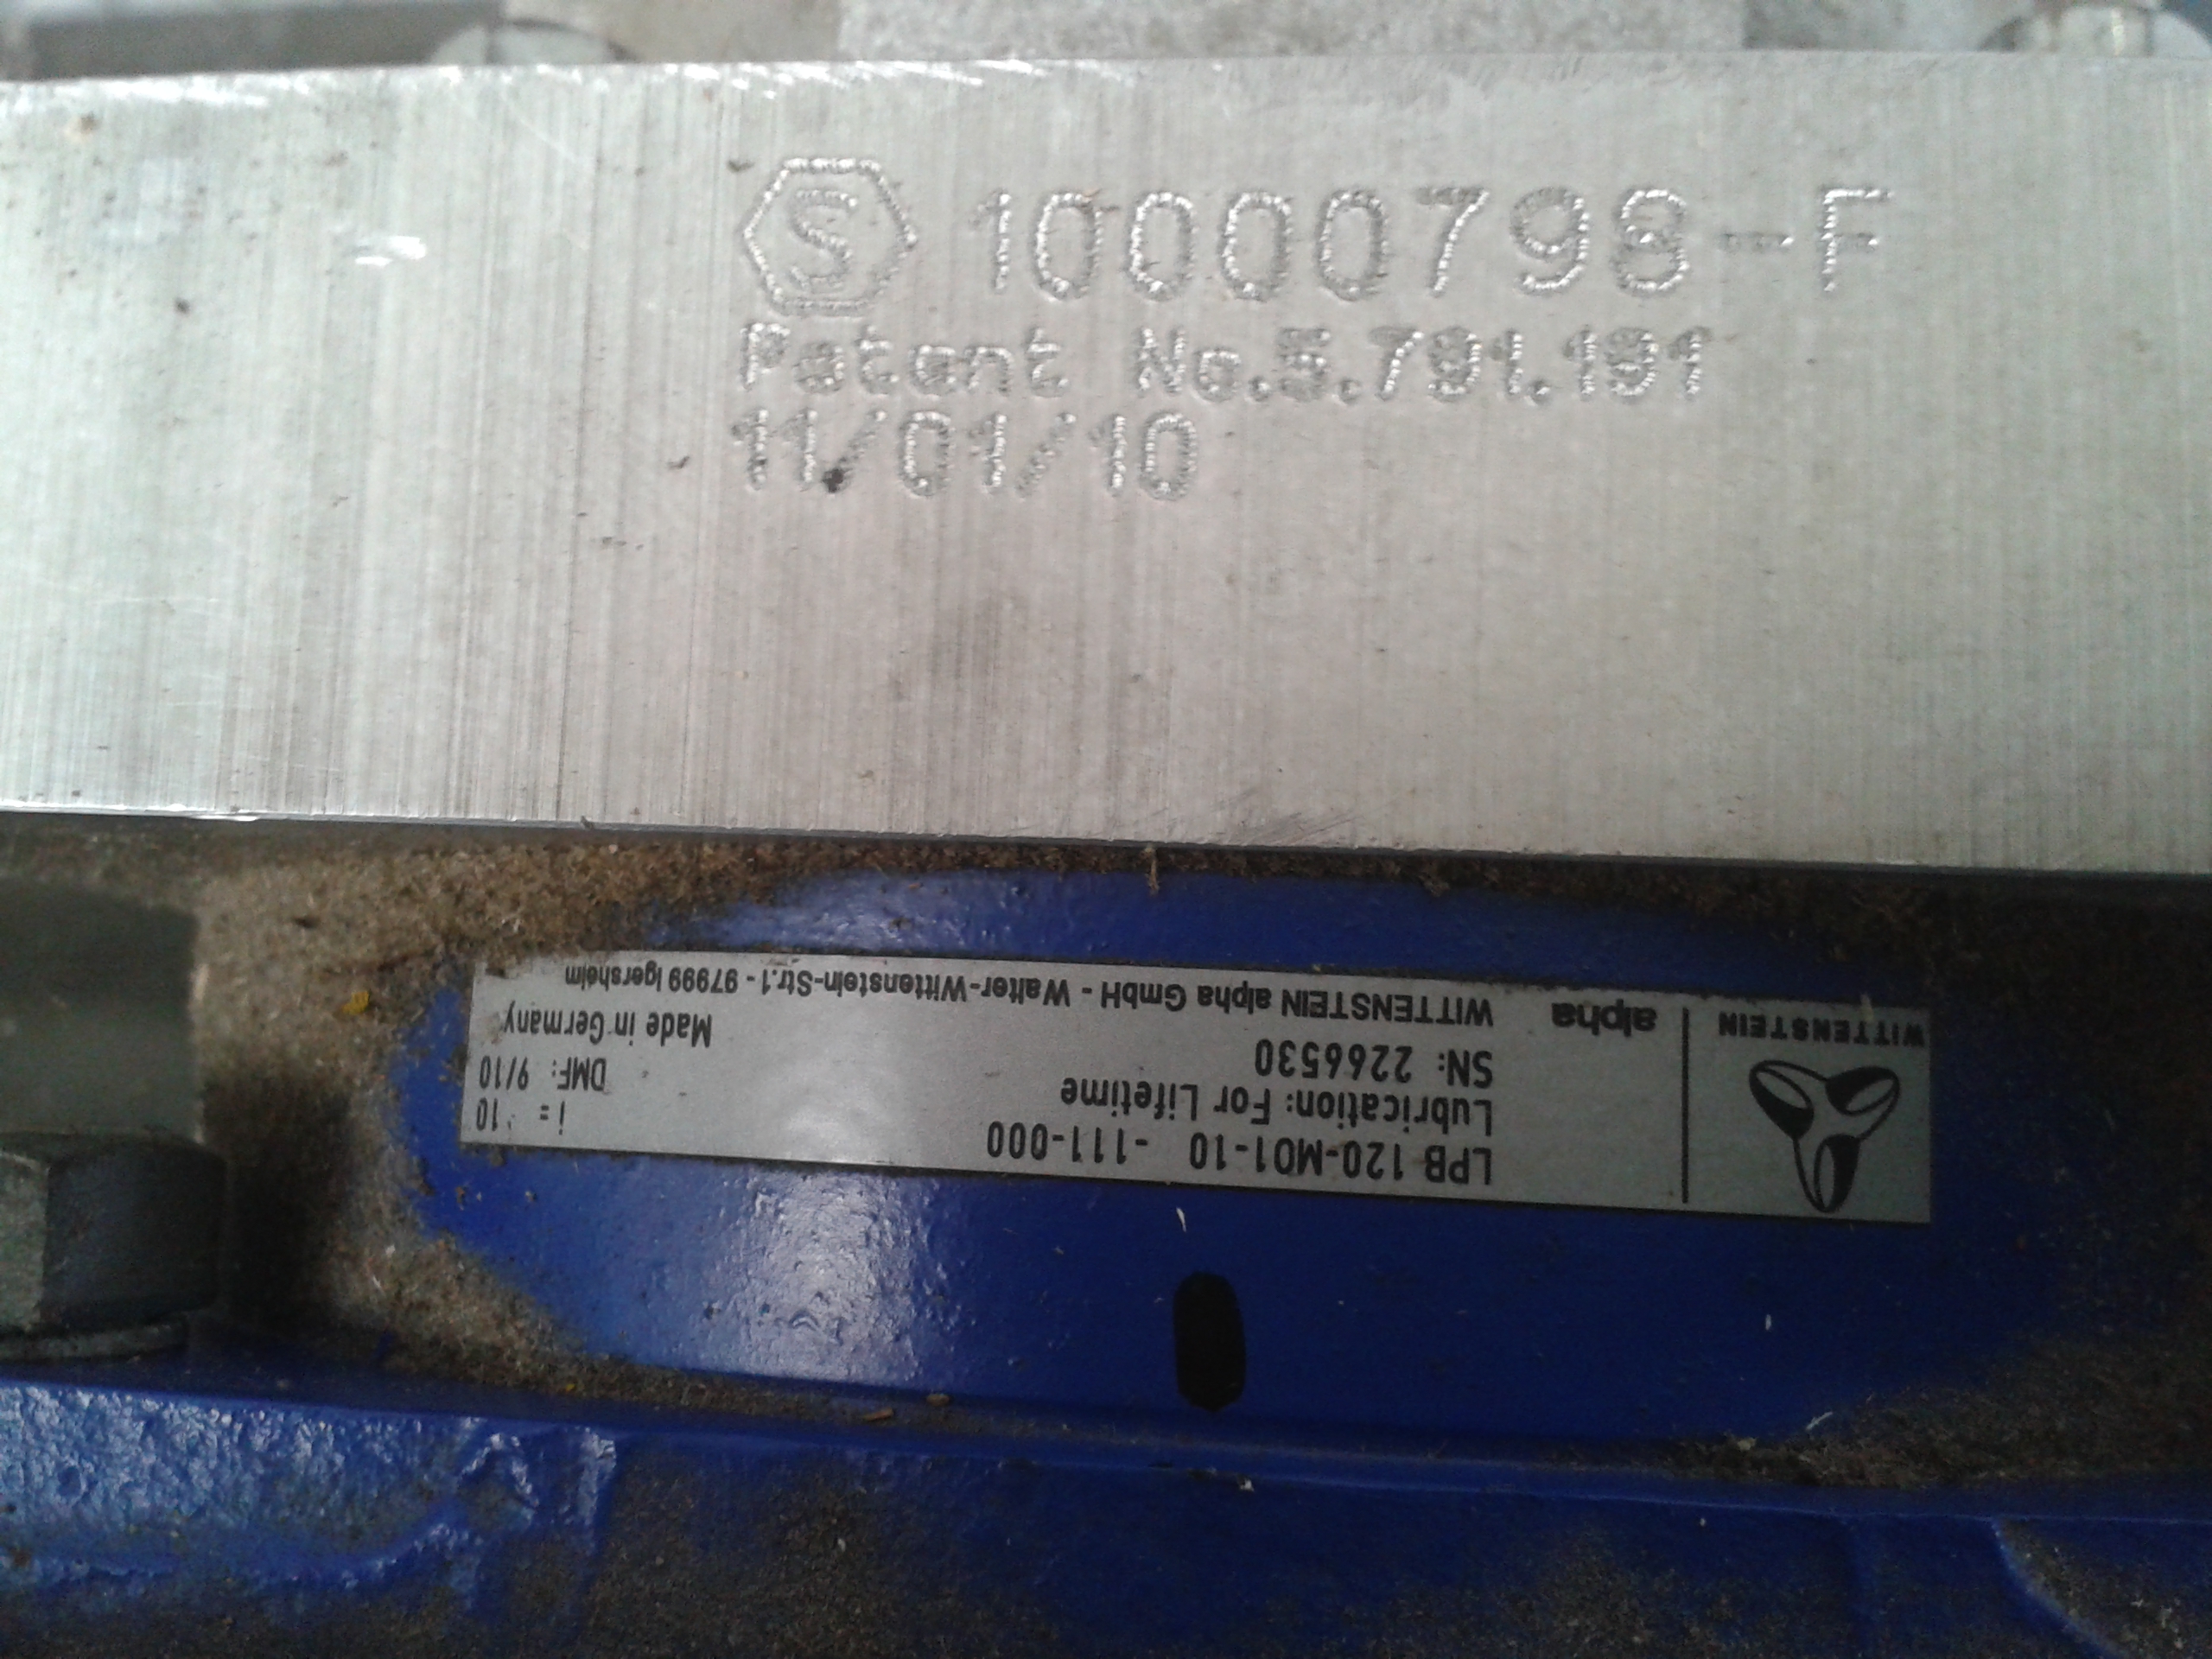 S 10000798-F
Patent No.5.791.191
11/01/10
WITTENSTEIN
alpha
LPB 120-M01-10 -111-000
i = 10
Lubrication: For Lifetime
DMF: 9/10
SN: 2266530
Made in Germany
WITTENSTEIN alpha GmbH - Walter-Wittenstein-Str.1 - 97999 Igersheim